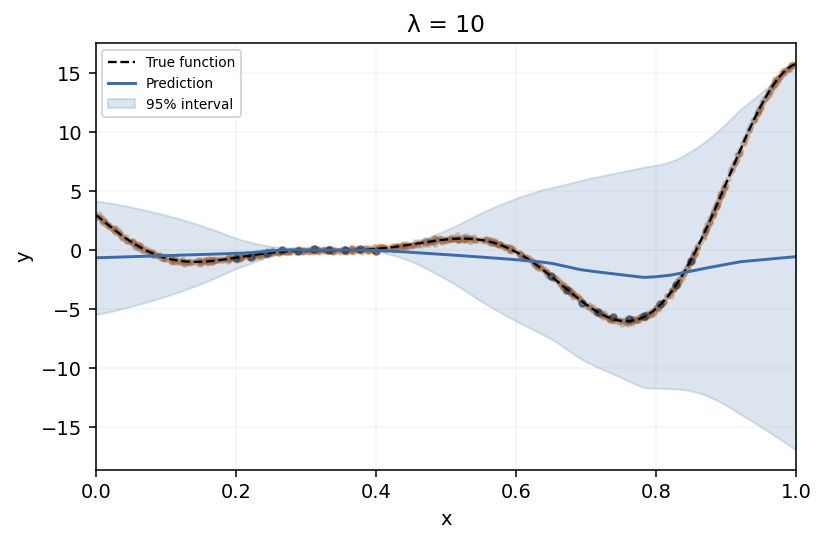 λ = 10
True function
Prediction
95% interval
y
15
10
5
0
−5
−10
−15
0.0 0.2 0.4 0.6 0.8 1.0
x